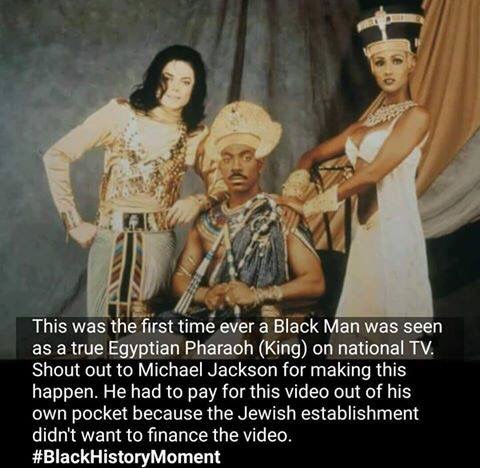 This was the first time ever a Black Man was seen
as a true Egyptian Pharaoh (King) on national TV.
Shout out to Michael Jackson for making this
happen. He had to pay for this video out of his
own pocket because the Jewish establishment
didn't want to finance the video.
#BlackHistoryMoment